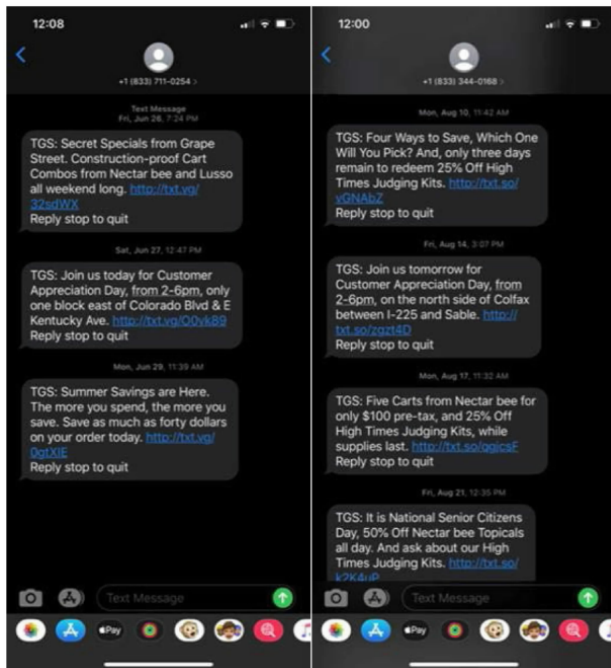 12:08
+1 (833) 711-0254 >
Text Message
Fri, Jun 26, 7:24 PM
TGS: Secret Specials from Grape
Street. Construction-proof Cart
Combos from Nectar bee and Lusso
all weekend long. http://txt.vg/
32sdWX
Reply stop to quit
Sat, Jun 27, 12:47 PM
TGS: Join us today for Customer
Appreciation Day, from 2-6pm, only
one block east of Colorado Blvd & E
Kentucky Ave. http://txt.vg/O0yk89
Reply stop to quit
Mon, Jun 29, 11:39 AM
TGS: Summer Savings are Here.
The more you spend, the more you
save. Save as much as forty dollars
on your order today. http://txt.vg/
0gtXIE
Reply stop to quit
Text Message
Pay
12:00
+1 (833) 344-0168 >
Mon, Aug 10, 11:42 AM
TGS: Four Ways to Save, Which One
Will You Pick? And, only three days
remain to redeem 25% Off High
Times Judging Kits. http://txt.so/
vGNAbZ
Reply stop to quit
Fri, Aug 14, 3:07 PM
TGS: Join us tomorrow for
Customer Appreciation Day, from
2-6pm, on the north side of Colfax
between I-225 and Sable. http://
txt.so/zgzt4D
Reply stop to quit
Mon, Aug 17, 11:32 AM
TGS: Five Carts from Nectar bee for
only $100 pre-tax, and 25% Off
High Times Judging Kits, while
supplies last. http://txt.so/qgjcsF
Reply stop to quit
Fri, Aug 21, 12:35 PM
TGS: It is National Senior Citizens
Day, 50% Off Nectar bee Topicals
all day. And ask about our High
Times Judging Kits. http://txt.so/
k2K4uP
Text Message
Pay